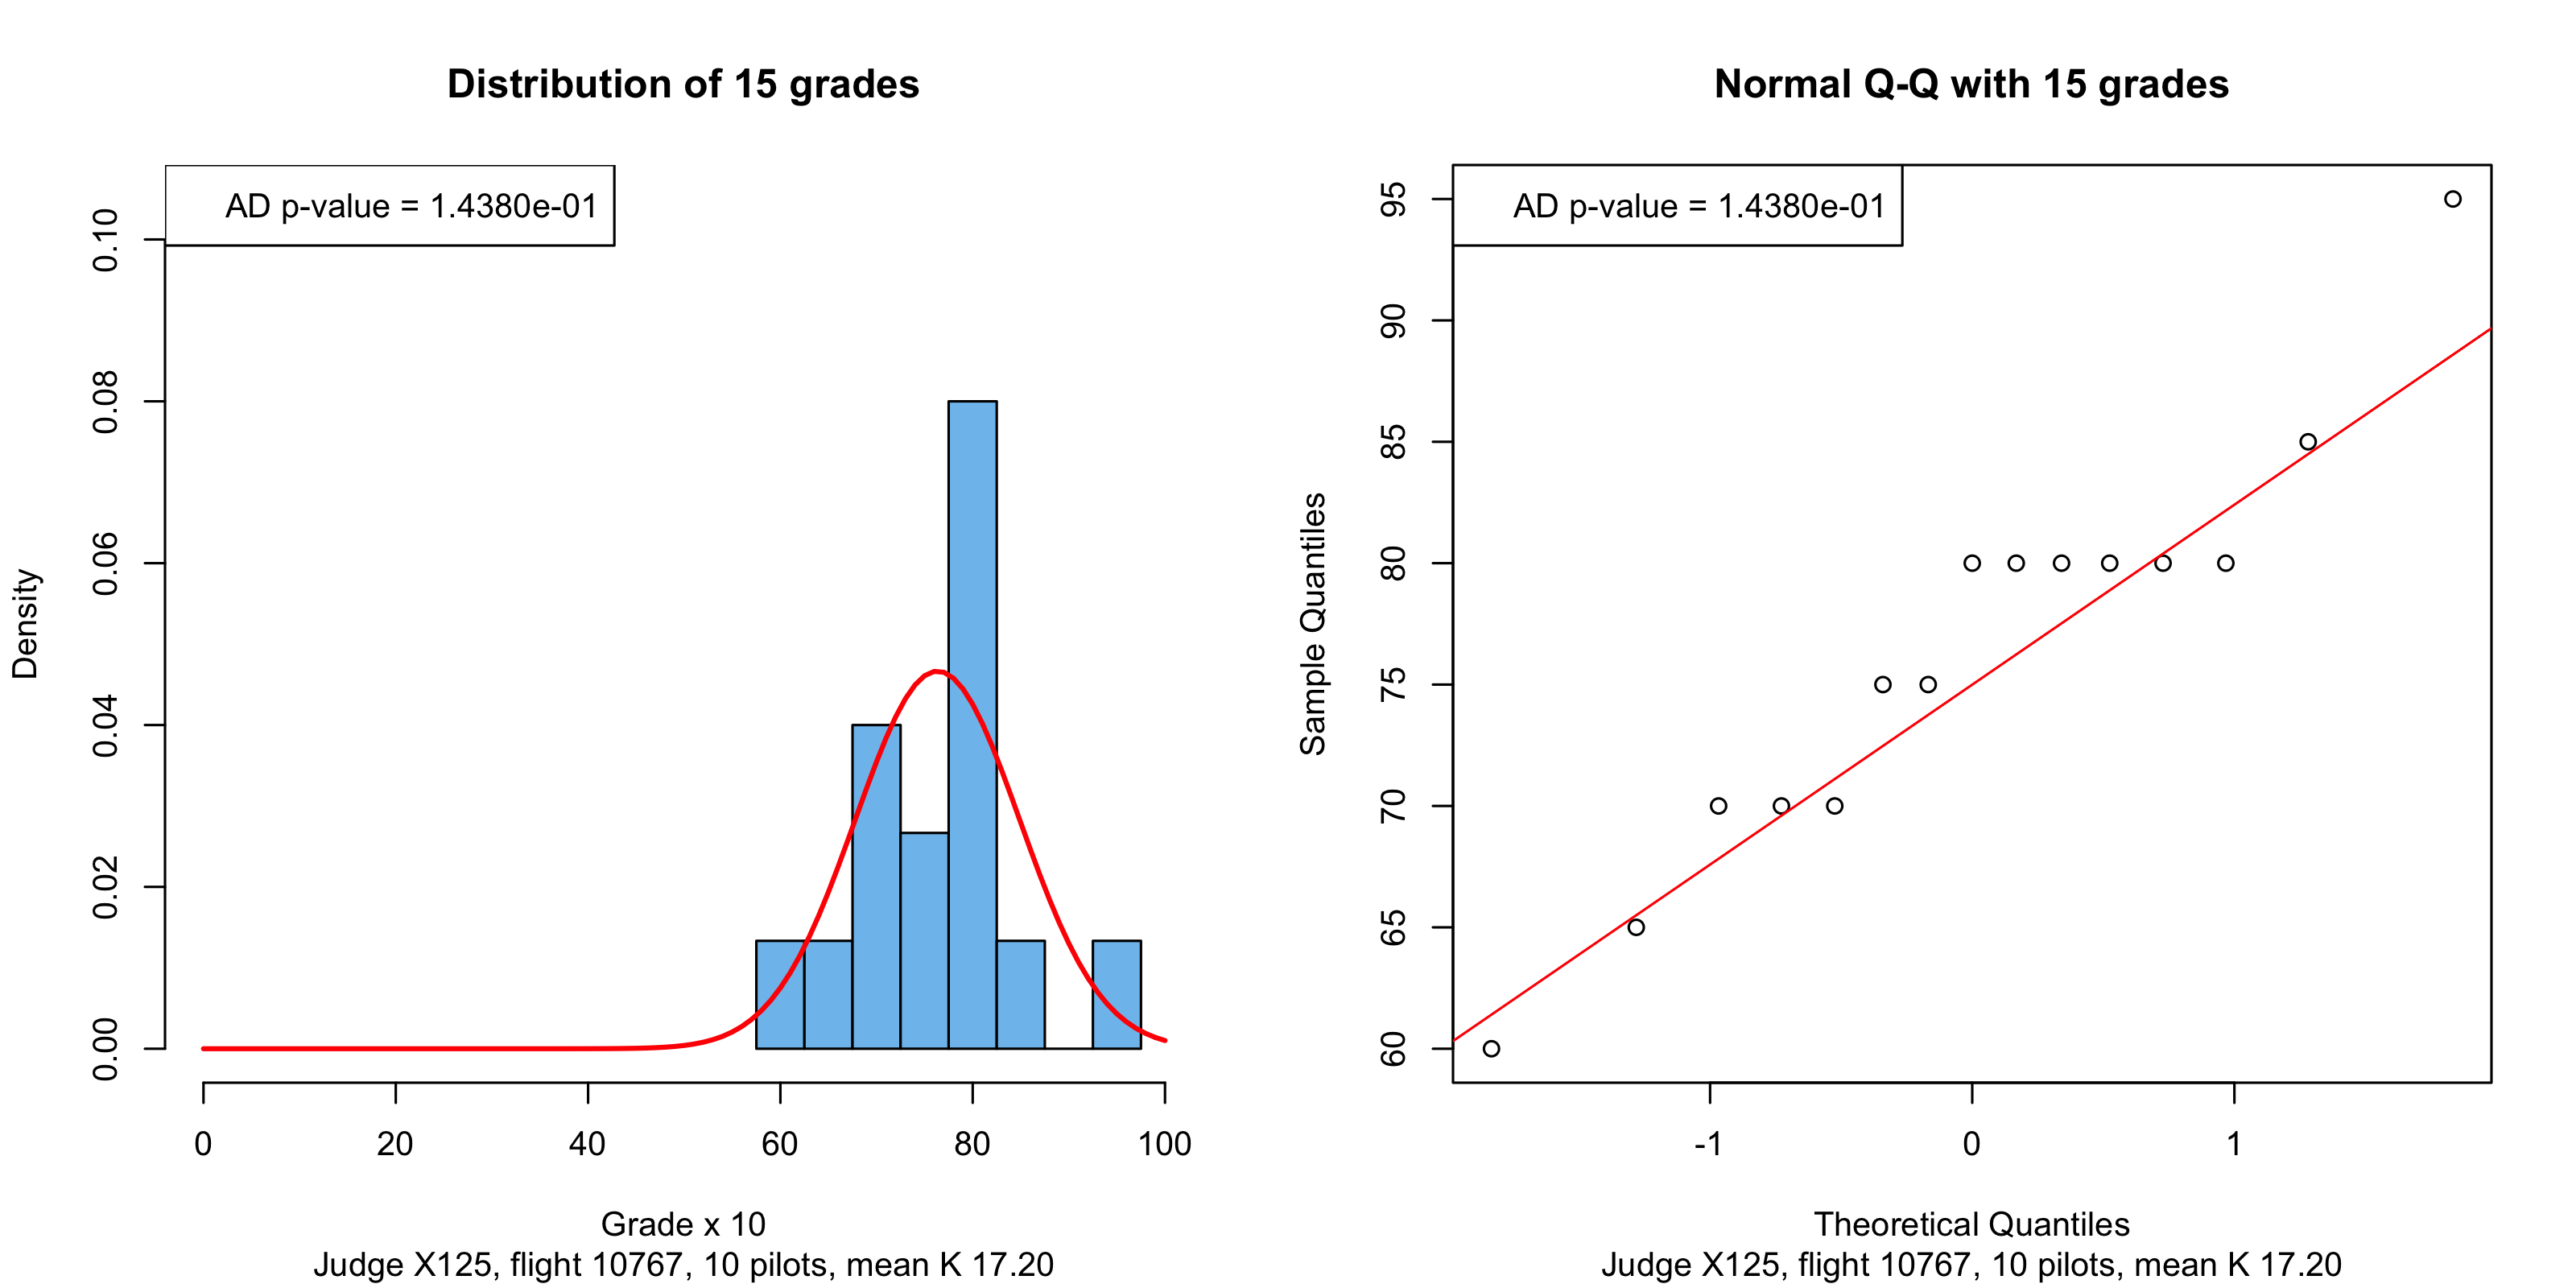 Distribution of 15 grades
AD p-value = 1.4380e-01
Density
0.00
0.02
0.04
0.06
0.08
0.10
0 20 40 60 80 100
Grade x 10
Judge X125, flight 10767, 10 pilots, mean K 17.20
Normal Q-Q with 15 grades
AD p-value = 1.4380e-01
Sample Quantiles
60
65
70
75
80
85
90
95
-1 0 1
Theoretical Quantiles
Judge X125, flight 10767, 10 pilots, mean K 17.20